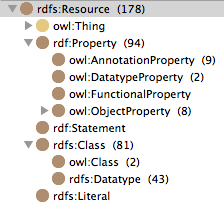 rdfs:Resource (178)
owl:Thing
rdf:Property (94)
owl:AnnotationProperty (9)
owl:DatatypeProperty (2)
owl:FunctionalProperty
owl:ObjectProperty (8)
rdf:Statement
rdfs:Class (81)
owl:Class (2)
rdfs:Datatype (43)
rdfs:Literal